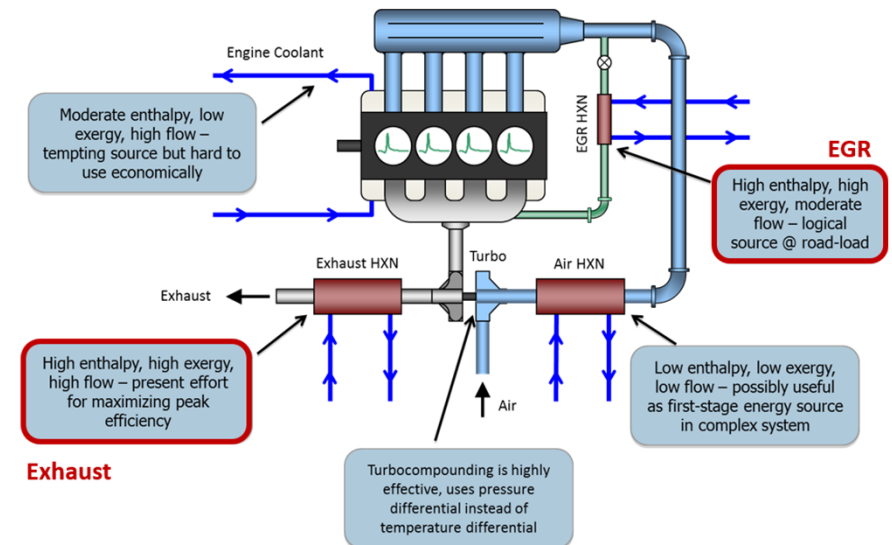 Engine Coolant
Moderate enthalpy, low
exergy, high flow –
tempting source but hard to
use economically
EGR HXN
EGR
High enthalpy, high
exergy, moderate
flow – logical
source @ road-load
Exhaust HXN
Turbo
Air HXN
Exhaust
High enthalpy, high exergy,
high flow – present effort
for maximizing peak
efficiency
Air
Low enthalpy, low exergy,
low flow – possibly useful
as first-stage energy source
in complex system
Exhaust
Turbocompounding is highly
effective, uses pressure
differential instead of
temperature differential